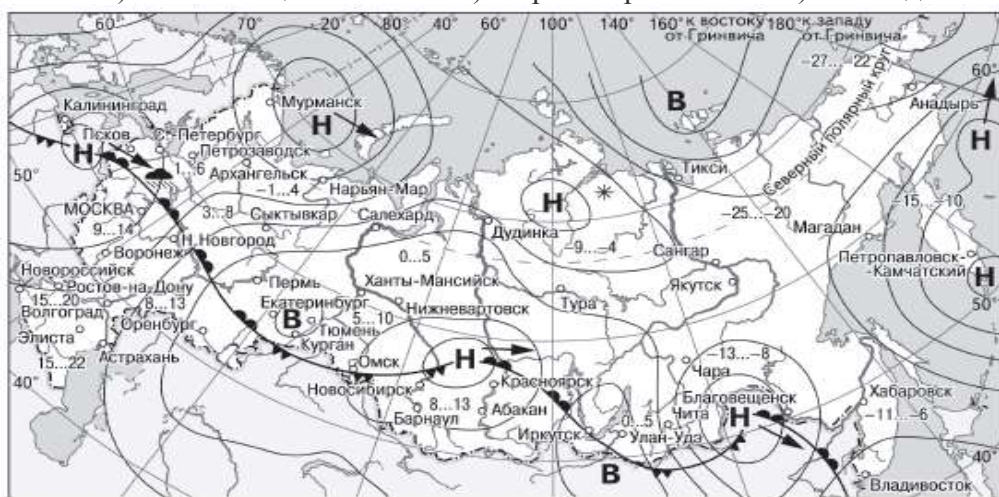 60° 70° 20° 30° 40° 60° 100° 140° 160° к востоку от Гринвича 180° к западу от Гринвича
–27...–22
60°
Калининград
Мурманск
В
Анадырь
Псков
С.-Петербург
Н
Н
Н
Петрозаводск
1...6
Архангельск
Северный полярный круг
50°
–1...4
Нарьян-Мар
Тикси
–15...–10
МОСКВА
3...8
Сыктывкар
Салехард
Н
–25...–20
9...14
Дудинка
–9...–4
Магадан
Н.Новгород
Сангар
Воронеж
0...5
Петропавловск-
-Камчатский
Новороссийск
Ростов-на-Дону
Пермь
Ханты-Мансийск
Якутск
Н
15...20
8...13
Екатеринбург
Нижневартовск
Тура
50°
Волгоград
В
5...10
Оренбург
Тюмень
Элиста
Курган
Астрахань
Омск
Н
–13...–8
15...22
Чара
40°
Новосибирск
Красноярск
Благовещенск
Хабаровск
8...13
Абакан
0...5
Чита
Н
–11...–6
Барнаул
Иркутск
Улан-Удэ
40°
В
Владивосток